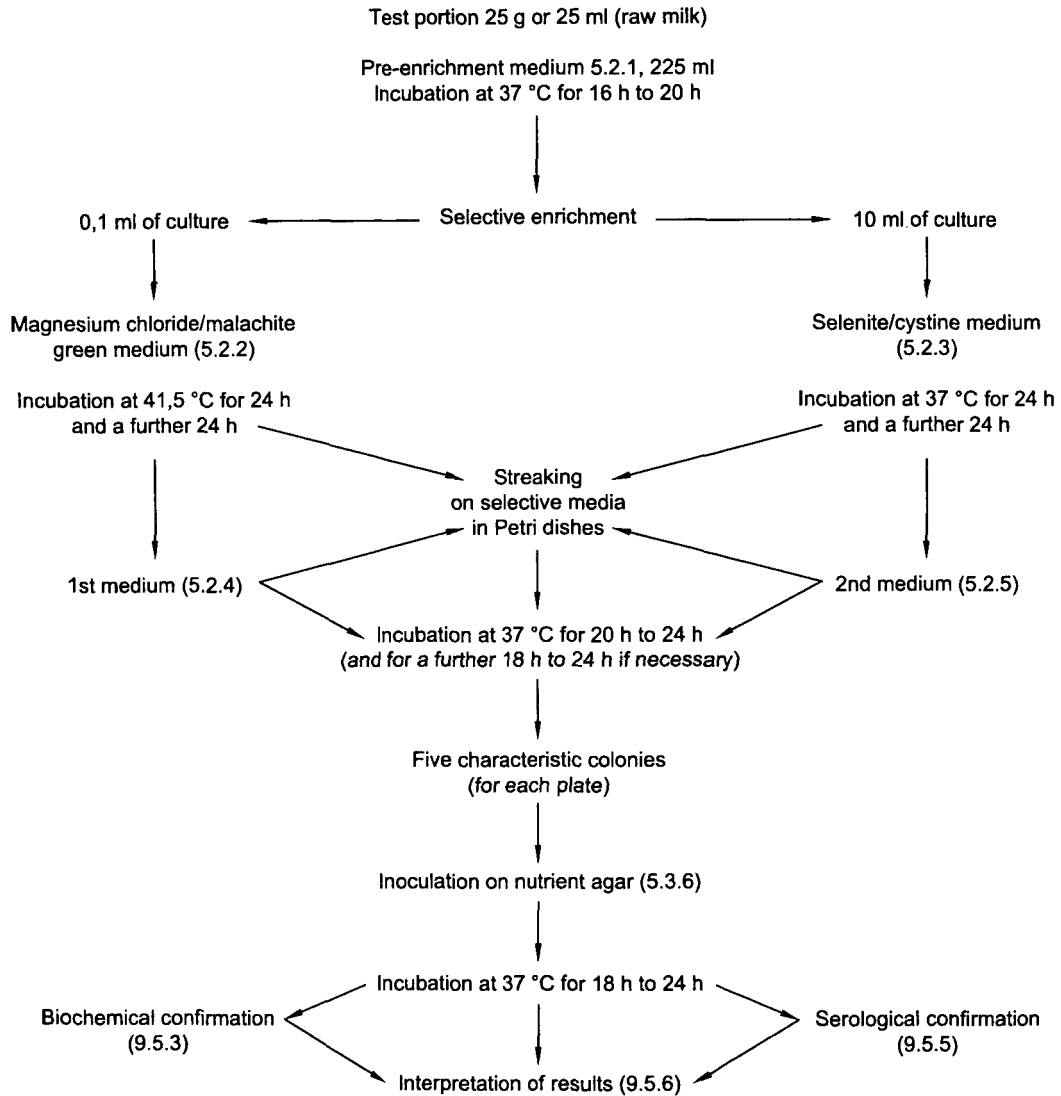 Test portion 25 g or 25 ml (raw milk)
Pre-enrichment medium 5.2.1, 225 ml
Incubation at 37 °C for 16 h to 20 h
0,1 ml of culture
Selective enrichment
10 ml of culture
Magnesium chloride/malachite
green medium (5.2.2)
Selenite/cystine medium
(5.2.3)
Incubation at 41,5 °C for 24 h
and a further 24 h
Incubation at 37 °C for 24 h
and a further 24 h
Streaking
on selective media
in Petri dishes
1st medium (5.2.4)
2nd medium (5.2.5)
Incubation at 37 °C for 20 h to 24 h
(and for a further 18 h to 24 h if necessary)
Five characteristic colonies
(for each plate)
Inoculation on nutrient agar (5.3.6)
Incubation at 37 °C for 18 h to 24 h
Biochemical confirmation
(9.5.3)
Serological confirmation
(9.5.5)
Interpretation of results (9.5.6)